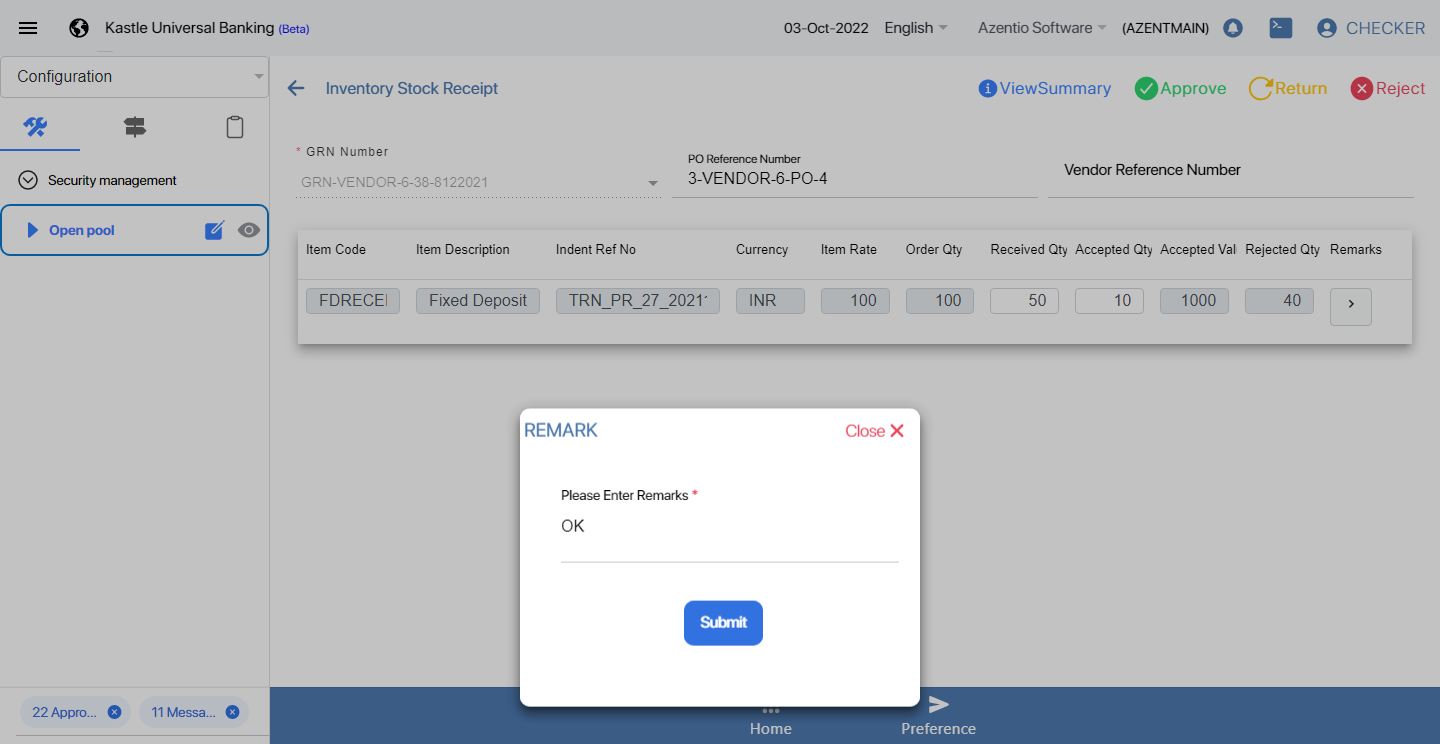 Kastle Universal Banking (Beta)
03-Oct-2022
English
Azentio Software
(AZENTMAIN)
CHECKER
Configuration
Inventory Stock Receipt
ViewSummary
Approve
Return
Reject
Security management
Open pool
* GRN Number
GRN-VENDOR-6-38-8122021
PO Reference Number
3-VENDOR-6-PO-4
Vendor Reference Number
Item Code Item Description Indent Ref No Currency Item Rate Order Qty Received Qty Accepted Qty Accepted Val Rejected Qty Remarks
FDRECEI Fixed Deposit TRN_PR_27_2021 INR 100 100 50 10 1000 40
REMARK
Close
Please Enter Remarks *
OK
Submit
22 Appro...
11 Messa...
Home
Preference